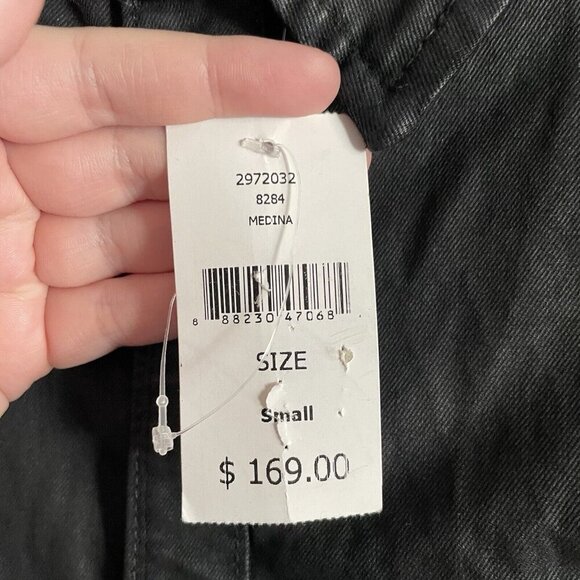 2972032
8284
MEDINA
8 88230 47068
SIZE
Small
$ 169.00